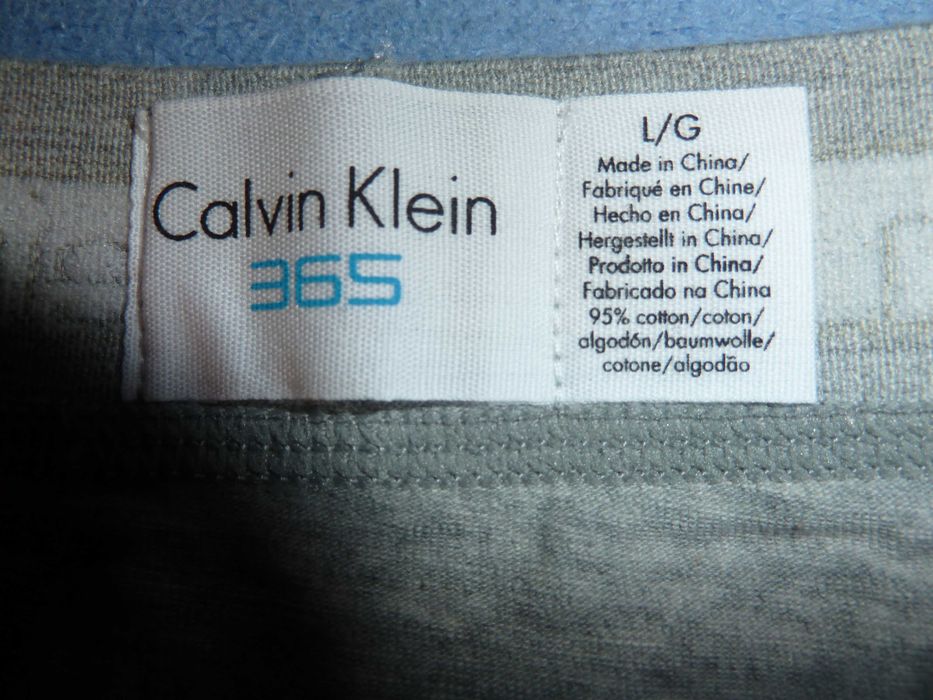 Calvin Klein
365
L/G
Made in China/
Fabriqué en Chine/
Hecho en China/
Hergestellt in China/
Prodotto in China/
Fabricado na China
95% cotton/coton/
algodón/baumwolle/
cotone/algodão